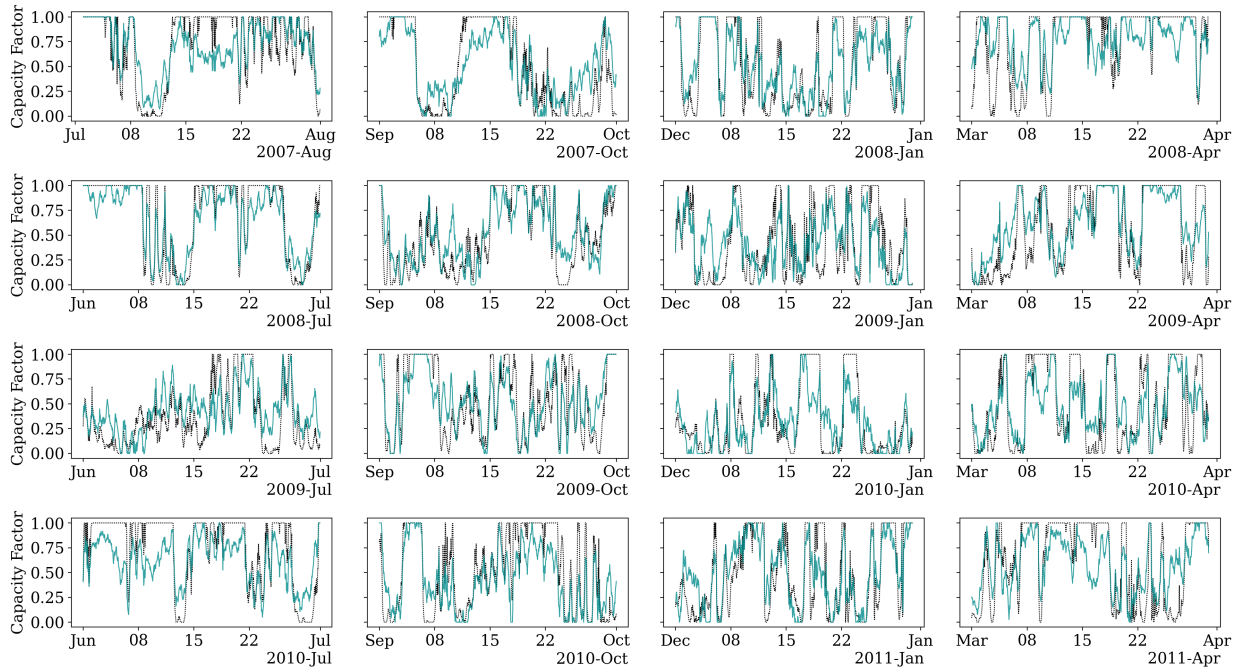 Capacity Factor
1.00
0.75
0.50
0.25
0.00
Jul 08 15 22 Aug
2007-Aug
Sep 08 15 22 Oct
2007-Oct
Dec 08 15 22 Jan
2008-Jan
Mar 08 15 22 Apr
2008-Apr
Capacity Factor
1.00
0.75
0.50
0.25
0.00
Jun 08 15 22 Jul
2008-Jul
Sep 08 15 22 Oct
2008-Oct
Dec 08 15 22 Jan
2009-Jan
Mar 08 15 22 Apr
2009-Apr
Capacity Factor
1.00
0.75
0.50
0.25
0.00
Jun 08 15 22 Jul
2009-Jul
Sep 08 15 22 Oct
2009-Oct
Dec 08 15 22 Jan
2010-Jan
Mar 08 15 22 Apr
2010-Apr
Capacity Factor
1.00
0.75
0.50
0.25
0.00
Jun 08 15 22 Jul
2010-Jul
Sep 08 15 22 Oct
2010-Oct
Dec 08 15 22 Jan
2011-Jan
Mar 08 15 22 Apr
2011-Apr